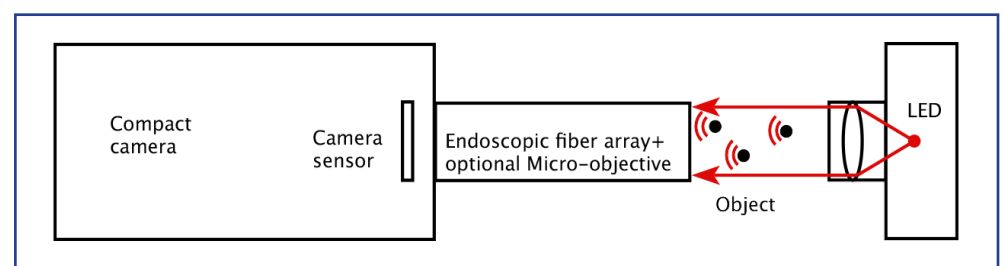 Compact
camera
Camera
sensor
Endoscopic fiber array+
optional Micro-objective
Object
LED